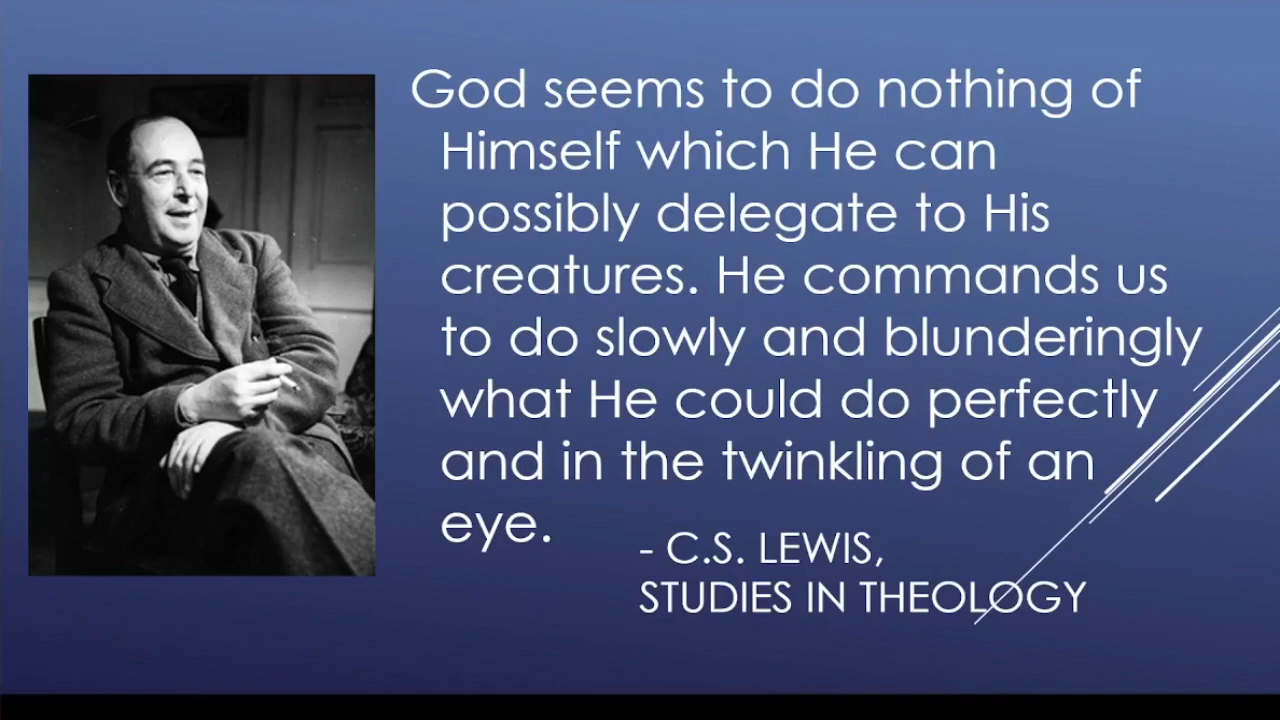 God seems to do nothing of
Himself which He can
possibly delegate to His
creatures. He commands us
to do slowly and blunderingly
what He could do perfectly
and in the twinkling of an
eye.
- C.S. LEWIS,
STUDIES IN THEOLOGY